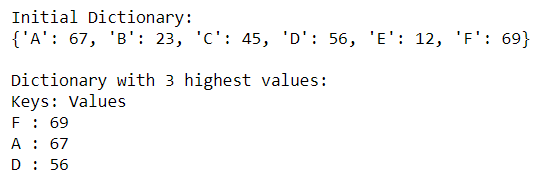 Initial Dictionary:
{'A': 67, 'B': 23, 'C': 45, 'D': 56, 'E': 12, 'F': 69}
Dictionary with 3 highest values:
Keys: Values
F : 69
A : 67
D : 56